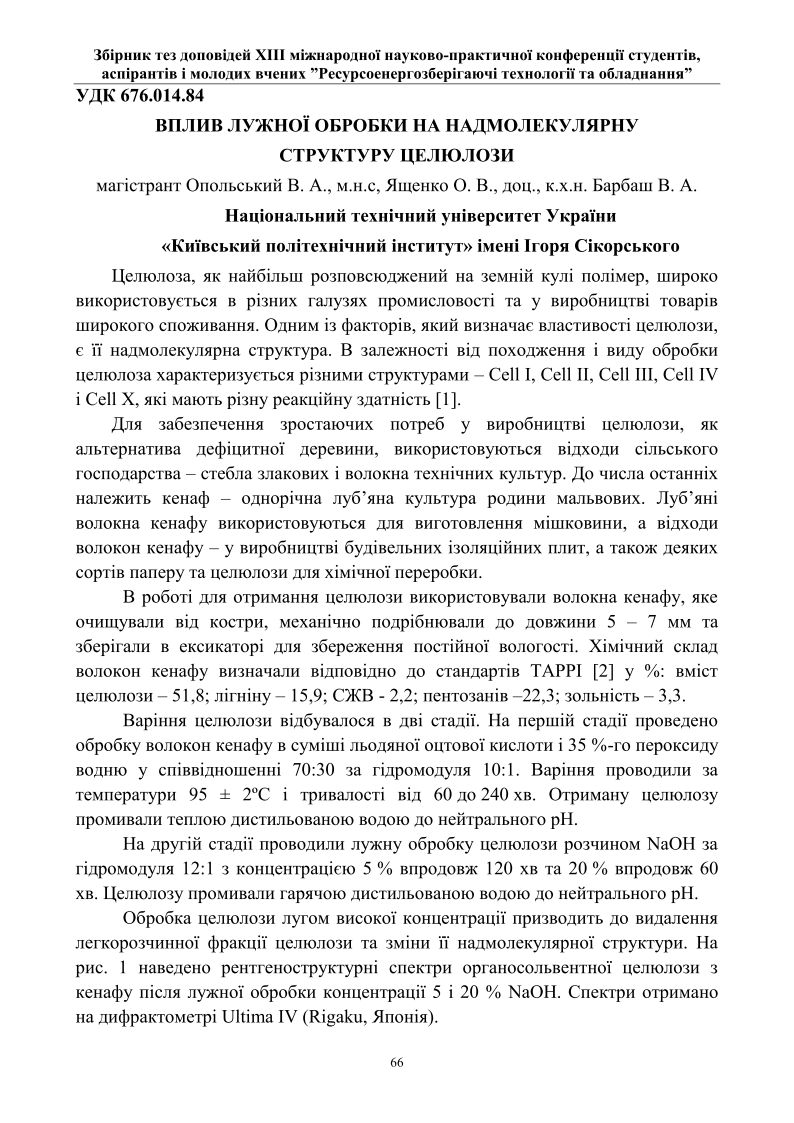 Збірник тез доповідей XIII міжнародної науково-практичної конференції студентів,
аспірантів і молодих вчених ”Ресурсоенергозберігаючі технології та обладнання”
УДК 676.014.84
ВПЛИВ ЛУЖНОЇ ОБРОБКИ НА НАДМОЛЕКУЛЯРНУ
СТРУКТУРУ ЦЕЛЮЛОЗИ
магістрант Опольський В. А., м.н.с, Ященко О. В., доц., к.х.н. Барбаш В. А.
Національний технічний університет України
«Київський політехнічний інститут» імені Ігоря Сікорського
Целюлоза, як найбільш розповсюджений на земній кулі полімер, широко
використовується в різних галузях промисловості та у виробництві товарів
широкого споживання. Одним із факторів, який визначає властивості целюлози,
є її надмолекулярна структура. В залежності від походження і виду обробки
целюлоза характеризується різними структурами – Cell I, Cell II, Cell III, Cell IV
і Cell X, які мають різну реакційну здатність [1].
Для забезпечення зростаючих потреб у виробництві целюлози, як
альтернатива дефіцитної деревини, використовуються відходи сільського
господарства – стебла злакових і волокна технічних культур. До числа останніх
належить кенаф – однорічна луб’яна культура родини мальвових. Луб’яні
волокна кенафу використовуються для виготовлення мішковини, а відходи
волокон кенафу – у виробництві будівельних ізоляційних плит, а також деяких
сортів паперу та целюлози для хімічної переробки.
В роботі для отримання целюлози використовували волокна кенафу, яке
очищували від костри, механічно подрібнювали до довжини 5 – 7 мм та
зберігали в ексикаторі для збереження постійної вологості. Хімічний склад
волокон кенафу визначали відповідно до стандартів TAPPI [2] у %: вміст
целюлози – 51,8; лігніну – 15,9; СЖВ - 2,2; пентозанів –22,3; зольність – 3,3.
Варіння целюлози відбувалося в дві стадії. На першій стадії проведено
обробку волокон кенафу в суміші льодяної оцтової кислоти і 35 %-го пероксиду
водню у співвідношенні 70:30 за гідромодуля 10:1. Варіння проводили за
температури 95 ± 2ºС і тривалості від 60 до 240 хв. Отриману целюлозу
промивали теплою дистильованою водою до нейтрального рН.
На другій стадії проводили лужну обробку целюлози розчином NaOH за
гідромодуля 12:1 з концентрацією 5 % впродовж 120 хв та 20 % впродовж 60
хв. Целюлозу промивали гарячою дистильованою водою до нейтрального рН.
Обробка целюлози лугом високої концентрації призводить до видалення
легкорозчинної фракції целюлози та зміни її надмолекулярної структури. На
рис. 1 наведено рентгеноструктурні спектри органосольвентної целюлози з
кенафу після лужної обробки концентрації 5 і 20 % NaOH. Спектри отримано
на дифрактометрі Ultima IV (Rigaku, Японія).
66